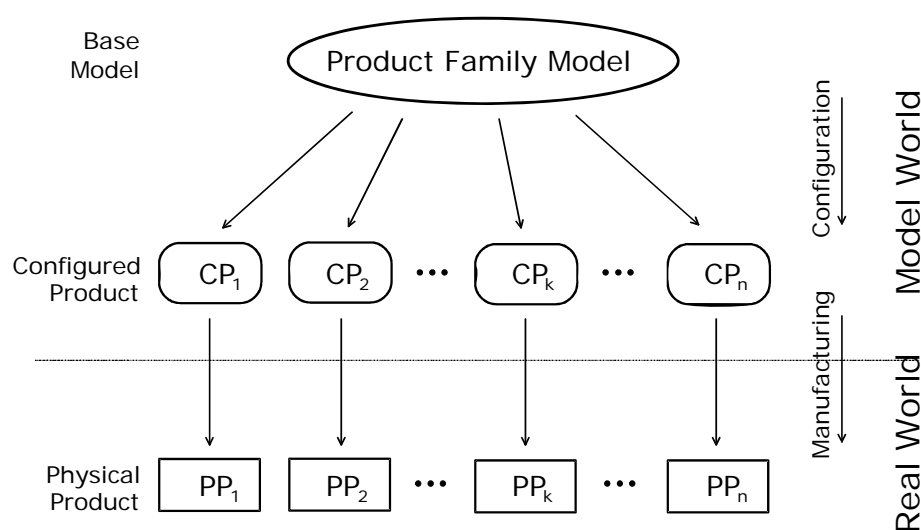 Base
Model
Product Family Model
Configuration
Model World
Configured
Product
CP₁ CP₂ ••• CPₖ ••• CPₙ
Manufacturing
Real World
Physical
Product
PP₁ PP₂ ••• PPₖ ••• PPₙ